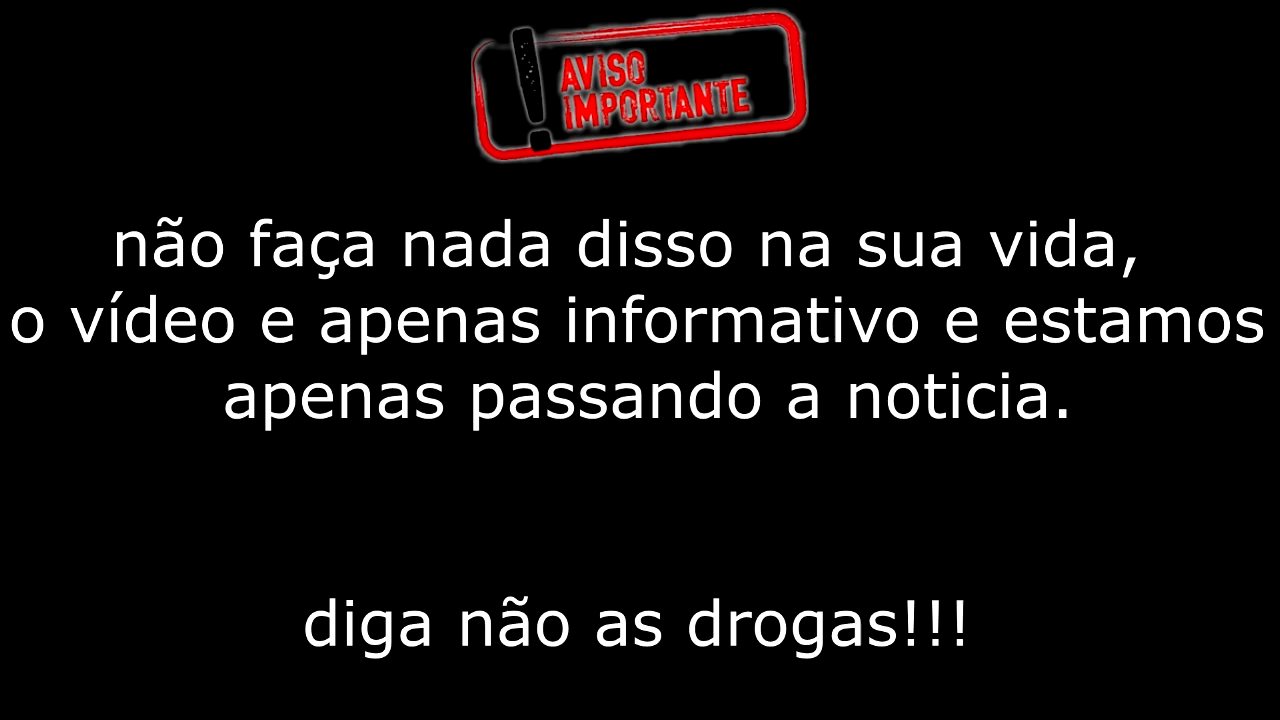 AVISO
IMPORTANTE
não faça nada disso na sua vida,
o vídeo e apenas informativo e estamos
apenas passando a noticia.
diga não as drogas!!!